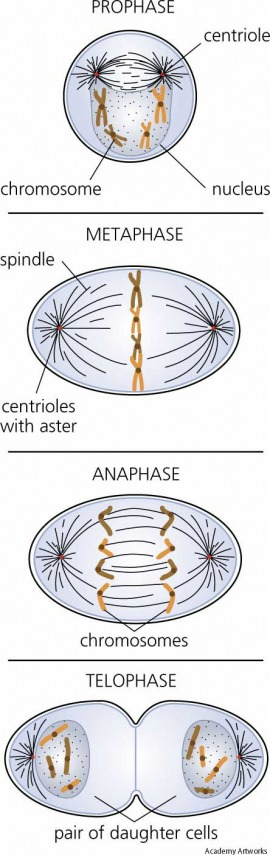 PROPHASE
centriole
chromosome
nucleus
METAPHASE
spindle
centrioles
with aster
ANAPHASE
chromosomes
TELOPHASE
pair of daughter cells
Academy Artworks